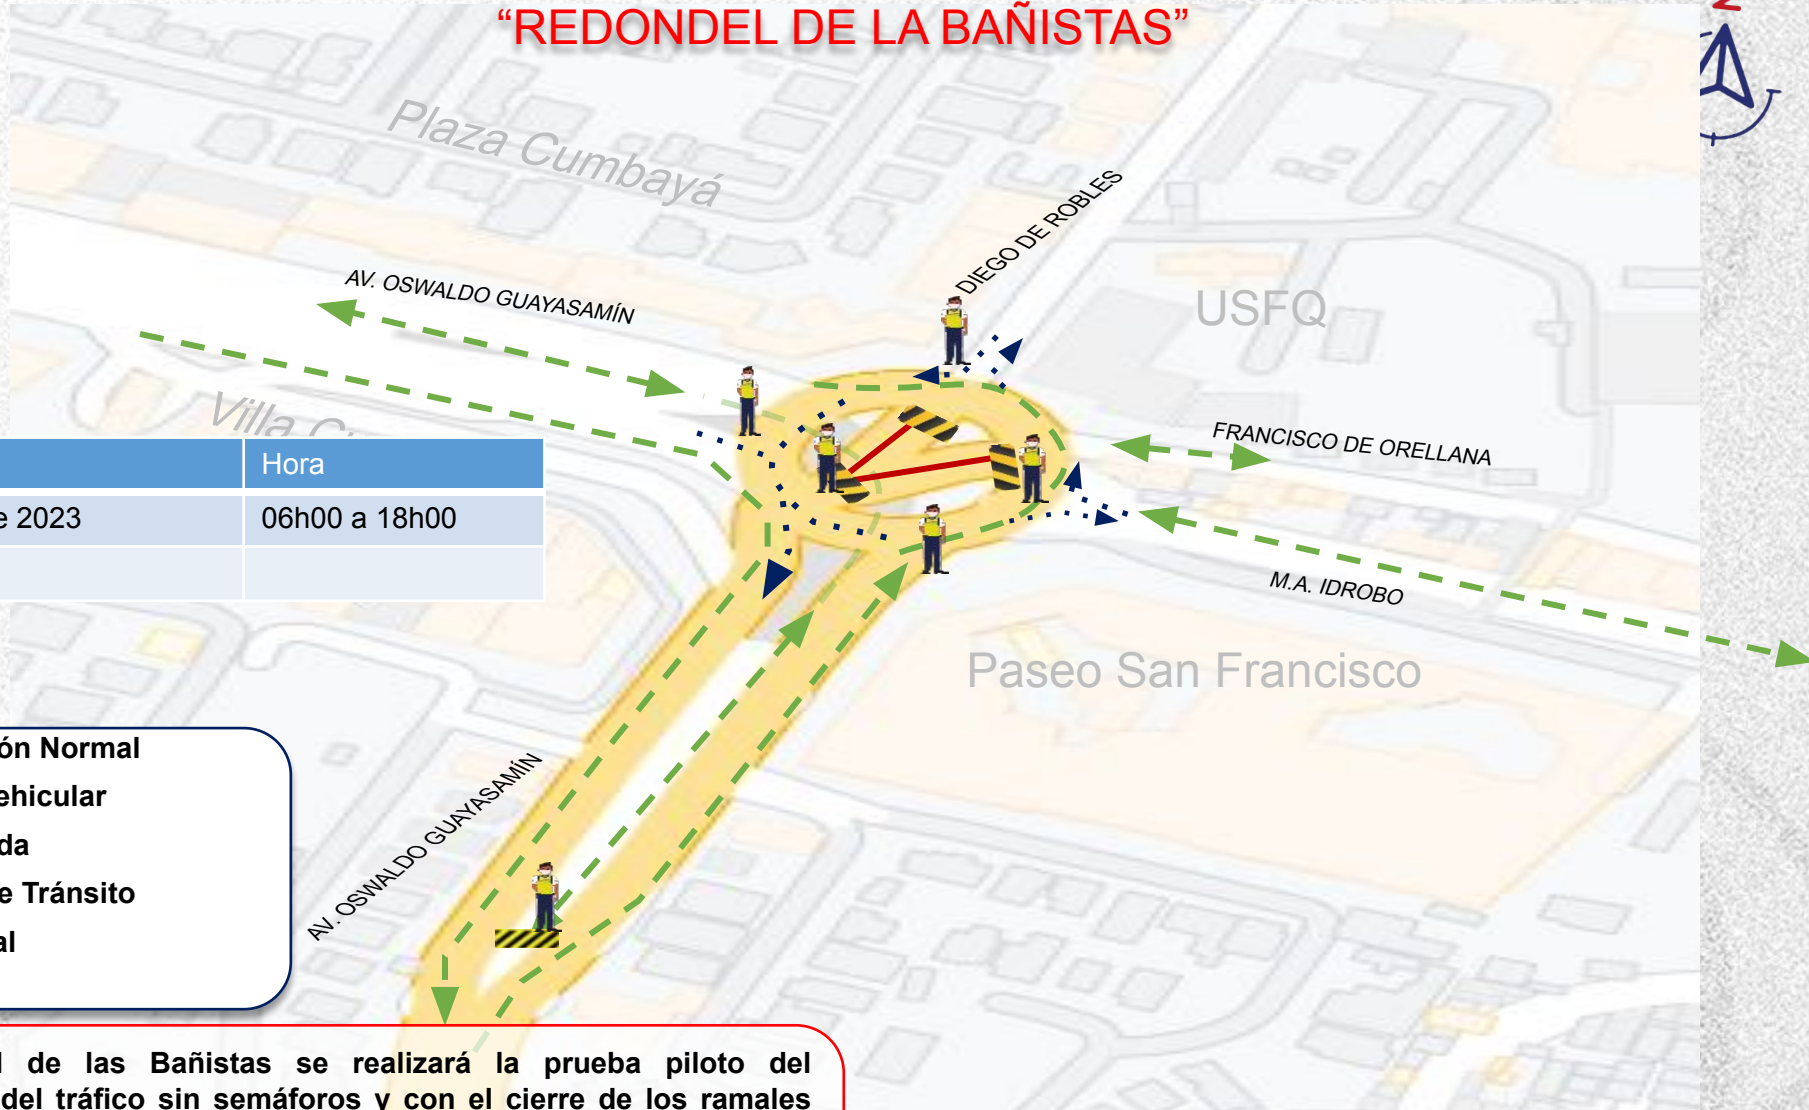 “REDONDEL DE LA BAÑISTAS”
Plaza Cumbayá
DIEGO DE ROBLES
AV. OSWALDO GUAYASAMÍN
USFQ
Villa
FRANCISCO DE ORELLANA
Hora
e 2023
06h00 a 18h00
M.A. IDROBO
Paseo San Francisco
ón Normal
ehicular
da
e Tránsito
al
AV. OSWALDO GUAYASAMÍN
de las Bañistas se realizará la prueba piloto del
del tráfico sin semáforos y con el cierre de los ramales